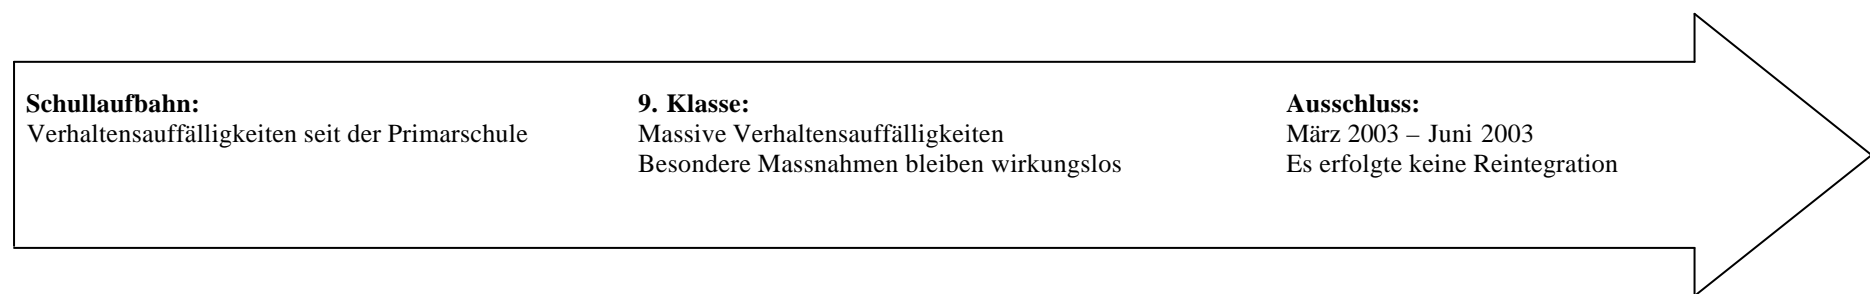 Schullaufbahn:
Verhaltensauffälligkeiten seit der Primarschule
9. Klasse:
Massive Verhaltensauffälligkeiten
Besondere Massnahmen bleiben wirkungslos
Ausschluss:
März 2003 – Juni 2003
Es erfolgte keine Reintegration